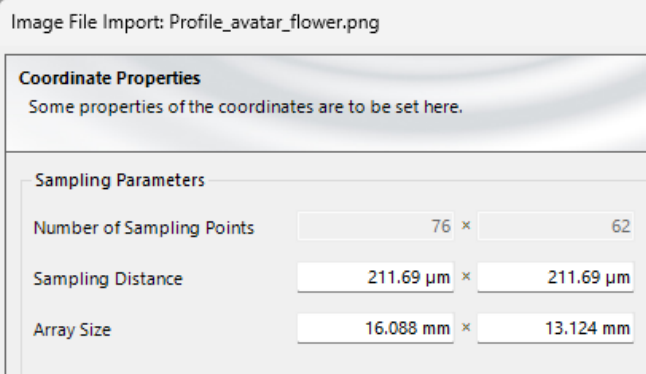 Image File Import: Profile_avatar_flower.png
Coordinate Properties
Some properties of the coordinates are to be set here.
Sampling Parameters
Number of Sampling Points 76 × 62
Sampling Distance 211.69 μm × 211.69 μm
Array Size 16.088 mm × 13.124 mm